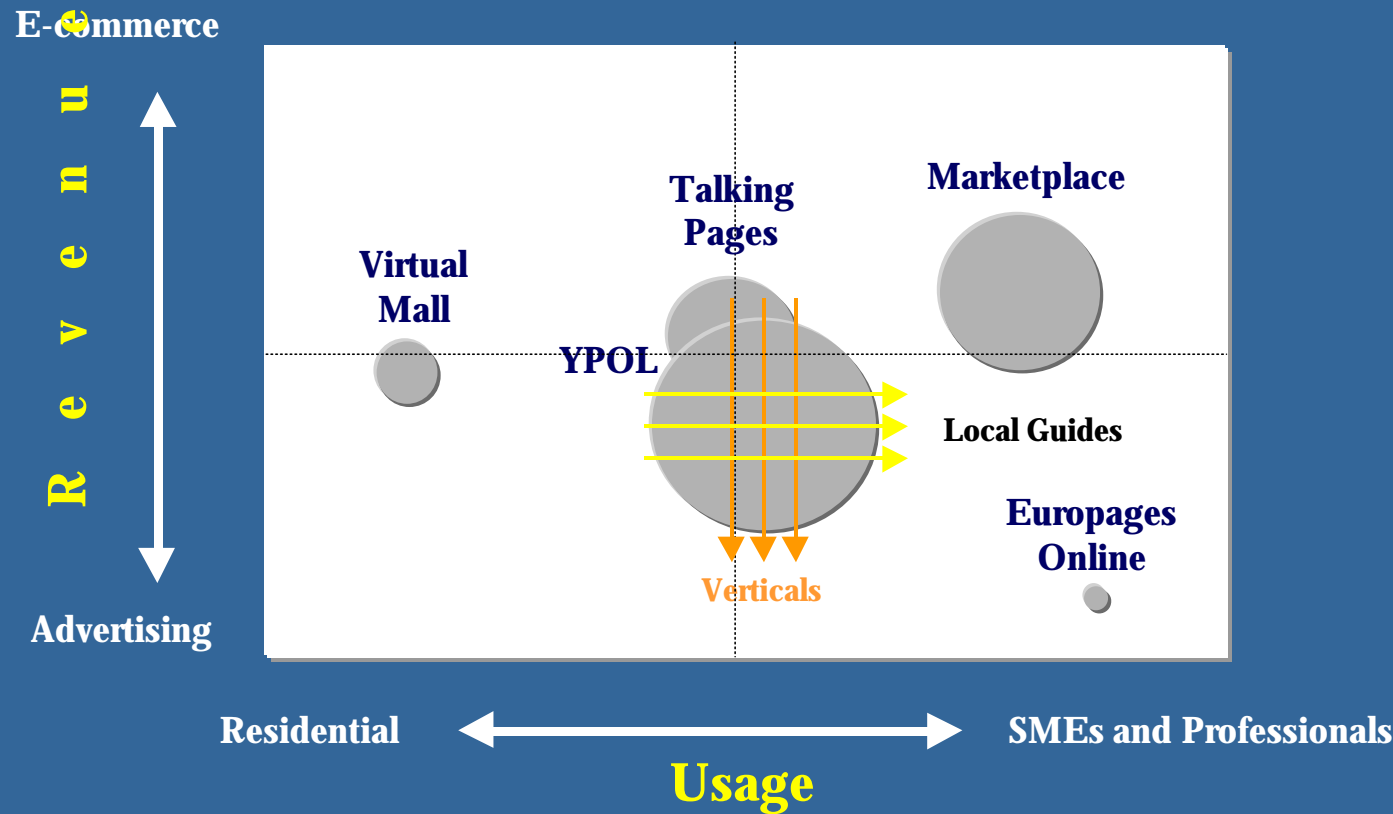 E-commerce
Revenue
Talking
Pages
Marketplace
Virtual
Mall
YPOL
Local Guides
Europages
Online
Verticals
Advertising
Residential
SMEs and Professionals
Usage